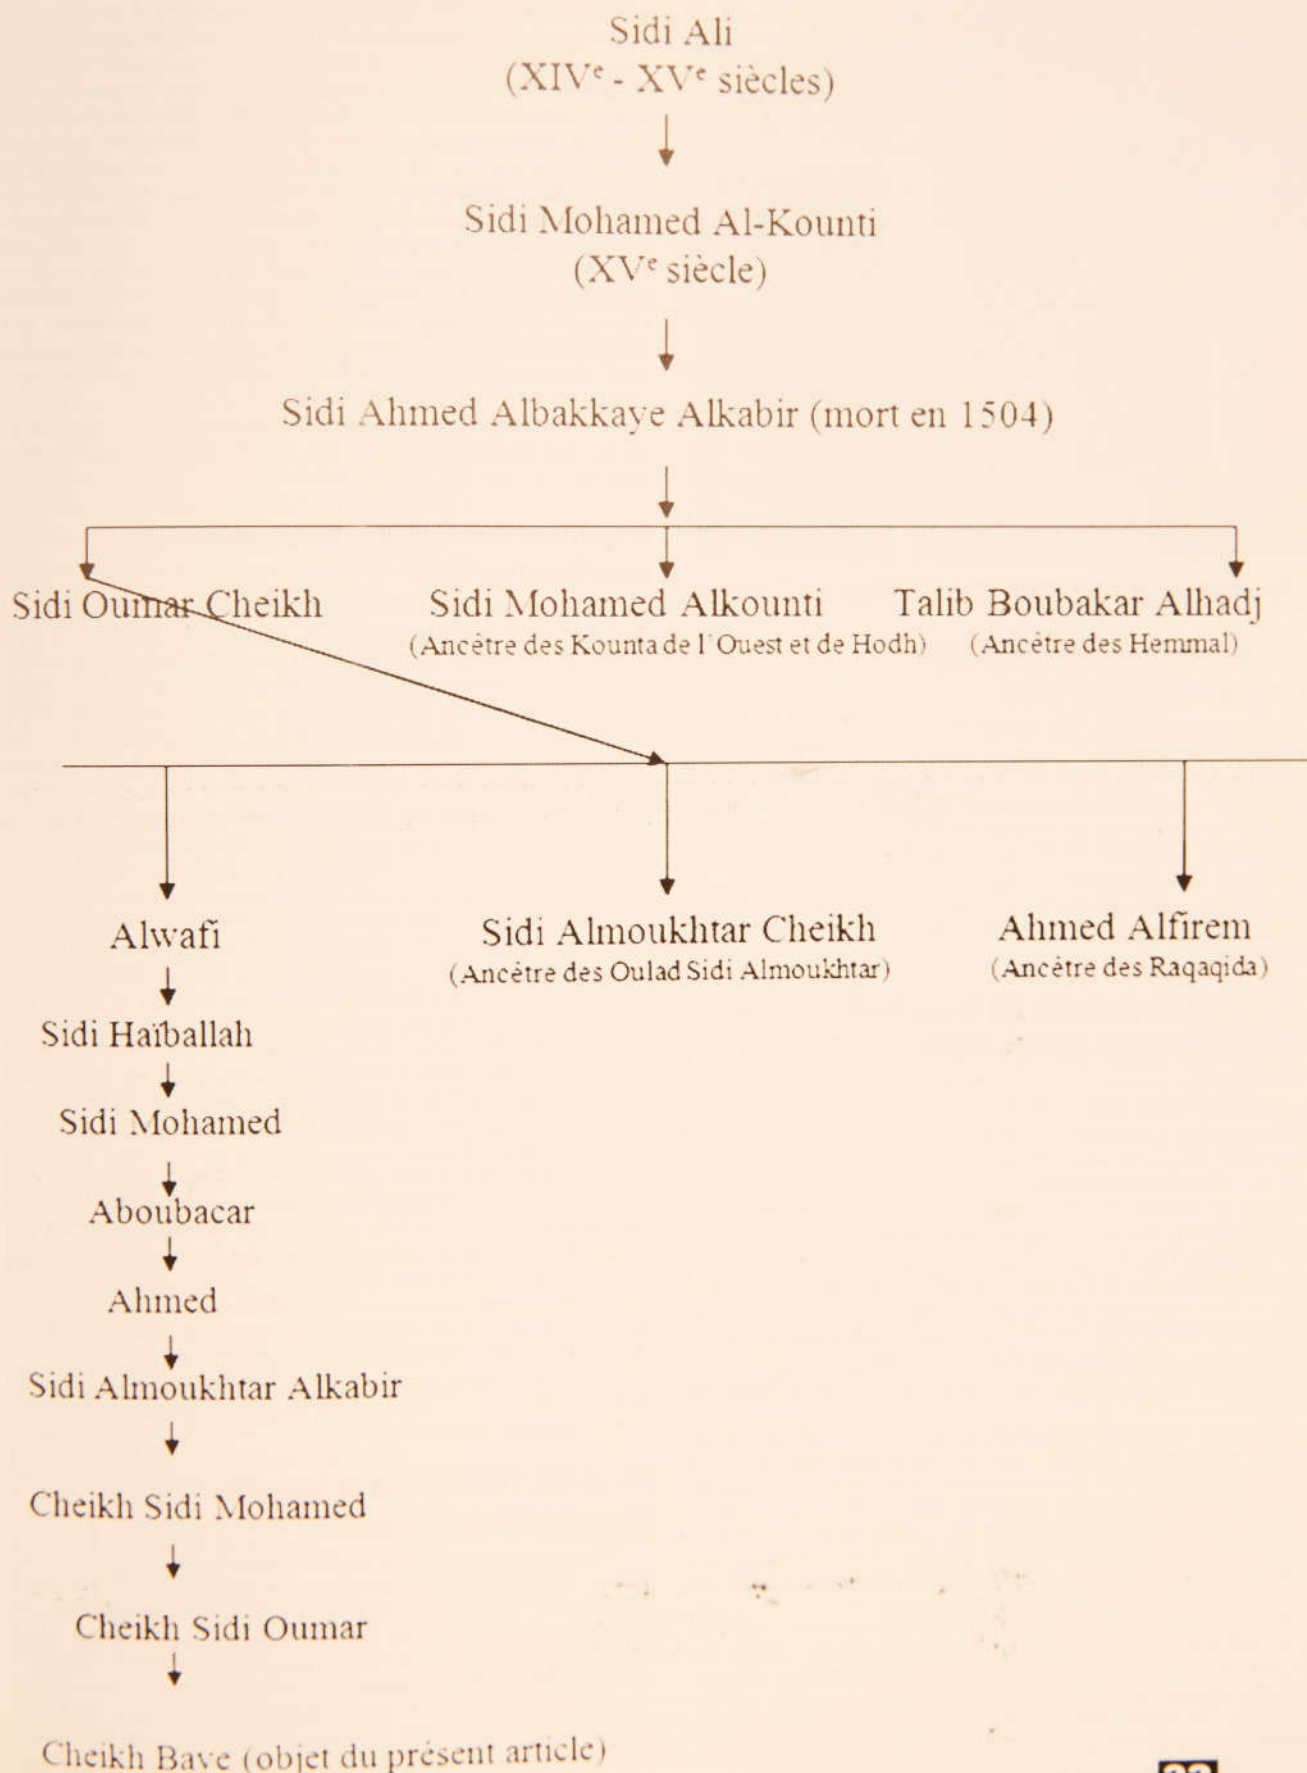 Sidi Ali
(XIVᵉ - XVᵉ siècles)
Sidi Mohamed Al-Kounti
(XVᵉ siècle)
Sidi Ahmed Albakkaye Alkabir (mort en 1504)
Sidi Oumar Cheikh Sidi Mohamed Alkounti Talib Boubakar Alhadj
(Ancêtre des Kounta de l'Ouest et de Hodh) (Ancêtre des Hemmal)
Alwafi Sidi Almoukhtar Cheikh Ahmed Alfirem
(Ancêtre des Oulad Sidi Almoukhtar) (Ancêtre des Raqaqida)
Sidi Haïballah
Sidi Mohamed
Aboubacar
Ahmed
Sidi Almoukhtar Alkabir
Cheikh Sidi Mohamed
Cheikh Sidi Oumar
Cheikh Baye (objet du présent article)